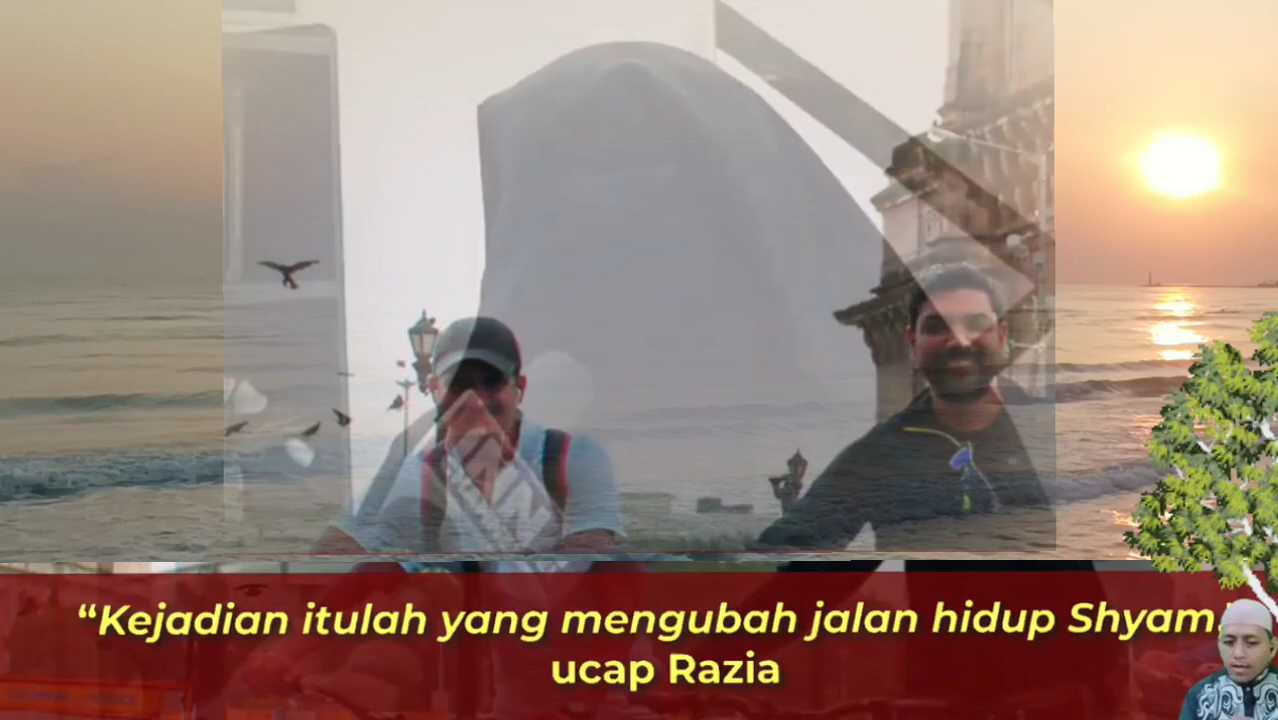 “Kejadian itulah yang mengubah jalan hidup Shyam,”
ucap Razia